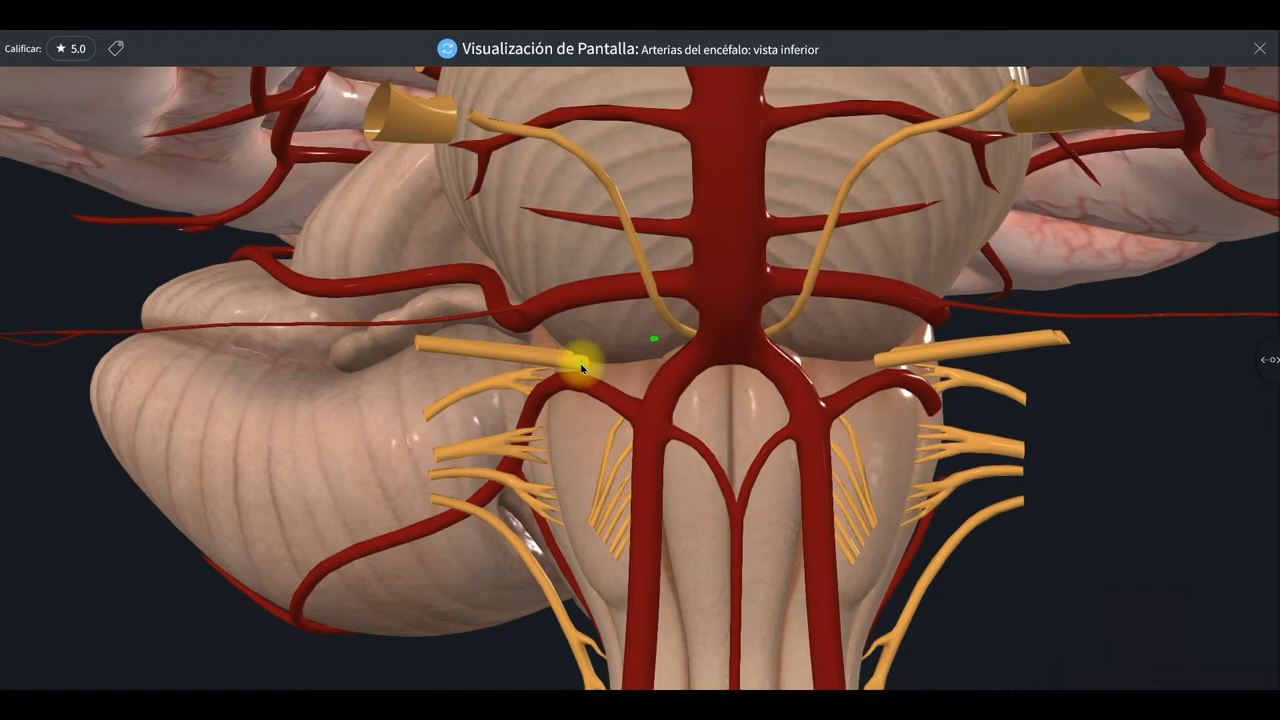 Calificar: ★ 5.0
Visualización de Pantalla: Arterias del encéfalo: vista inferior